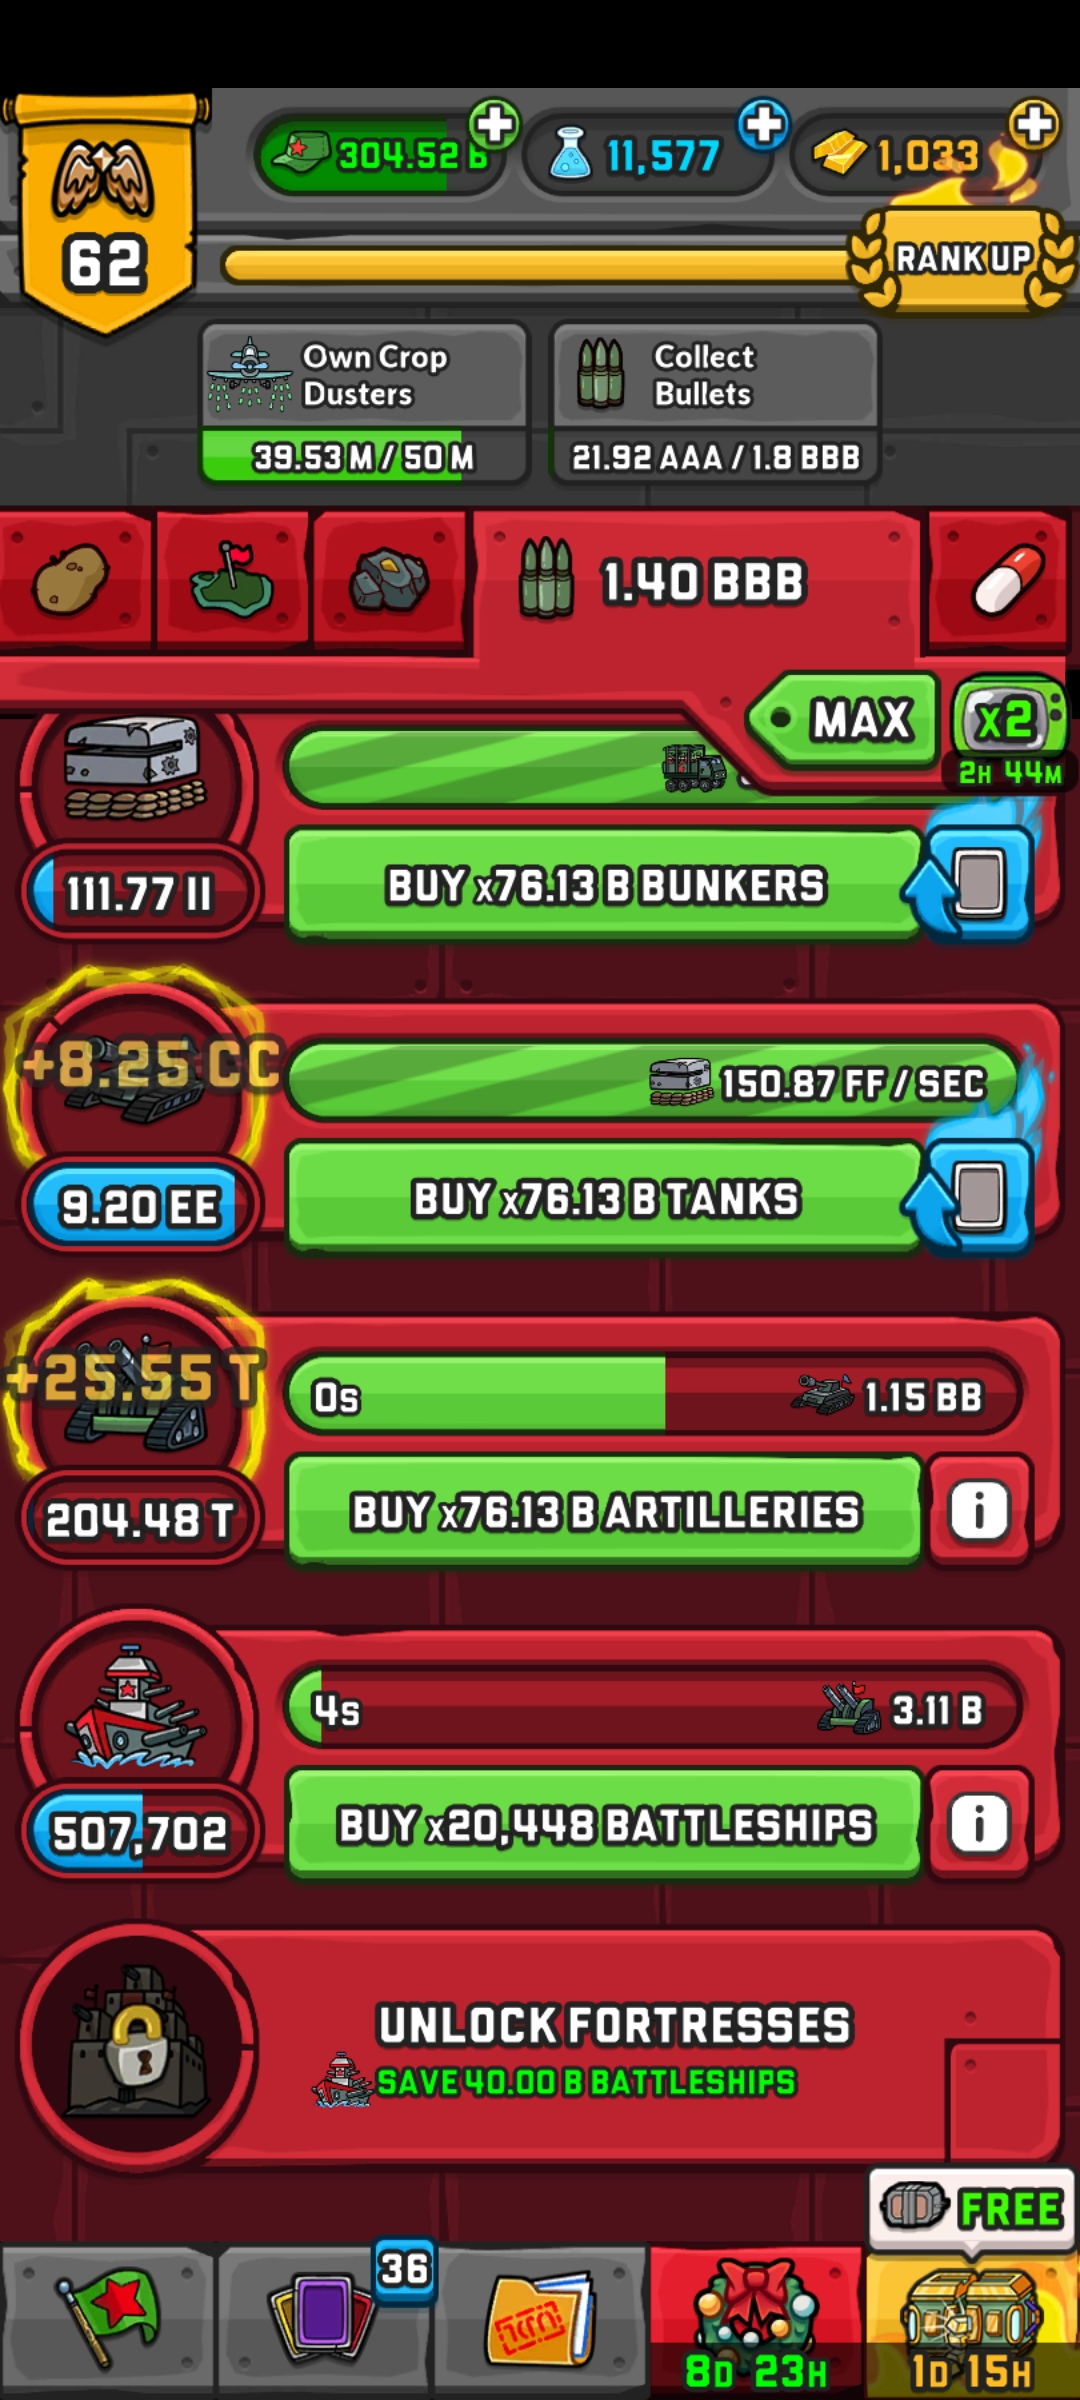 304.52 B
11,577
1,033
62
RANK UP
Own Crop
Dusters
39.53 M / 50 M
Collect
Bullets
21.92 AAA / 1.8 BBB
1.40 BBB
MAX
x2
2H 44M
111.77 II
BUY x76.13 B BUNKERS
+8.25 CC
150.87 FF / SEC
9.20 EE
BUY x76.13 B TANKS
+25.55 T
0s
1.15 BB
204.48 T
BUY x76.13 B ARTILLERIES
i
4s
3.11 B
507,702
BUY x20,448 BATTLESHIPS
i
UNLOCK FORTRESSES
SAVE 40.00 B BATTLESHIPS
FREE
36
8D 23H
1D 15H